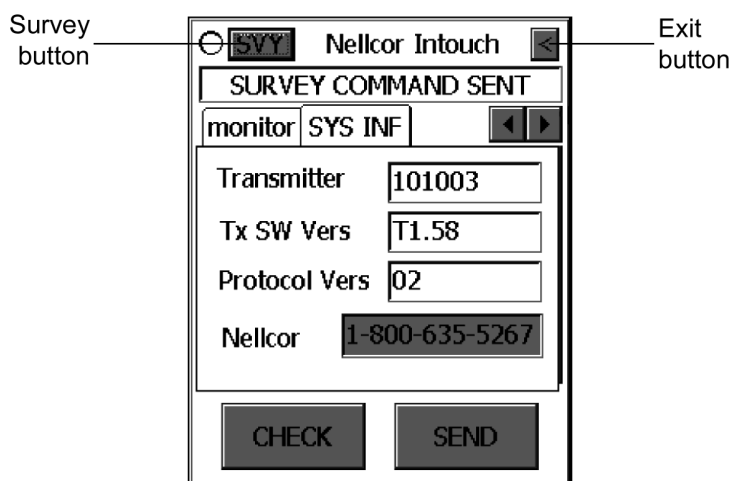 Survey button
SVY Nellcor Intouch <
Exit button
SURVEY COMMAND SENT
monitor SYS INF
Transmitter 101003
Tx SW Vers T1.58
Protocol Vers 02
Nellcor 1-800-635-5267
CHECK SEND